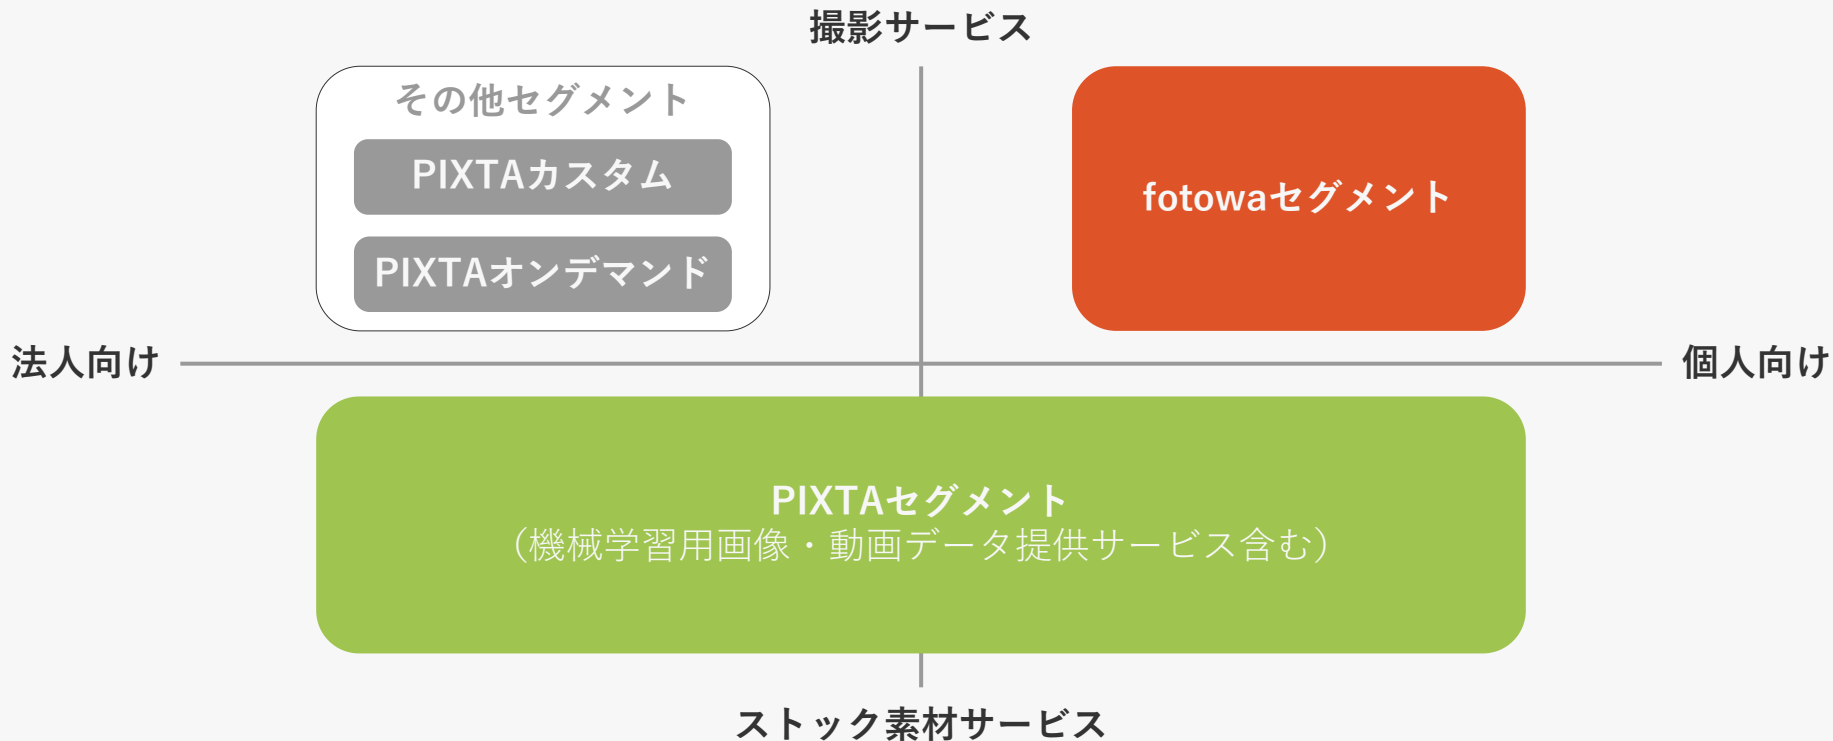 撮影サービス
その他セグメント
PIXTAカスタム
PIXTAオンデマンド
fotowaセグメント
法人向け
個人向け
PIXTAセグメント
（機械学習用画像・動画データ提供サービス含む）
ストック素材サービス